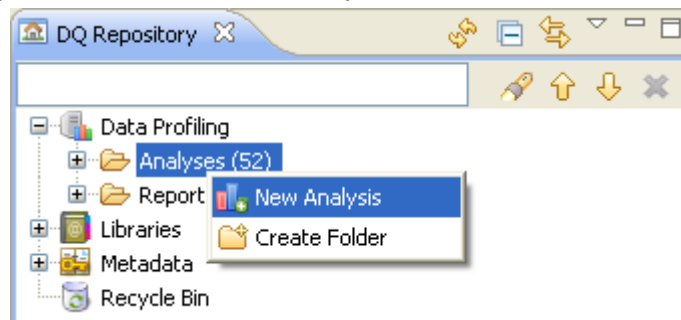 DQ Repository
Data Profiling
Analyses (52)
Report
New Analysis
Create Folder
Libraries
Metadata
Recycle Bin